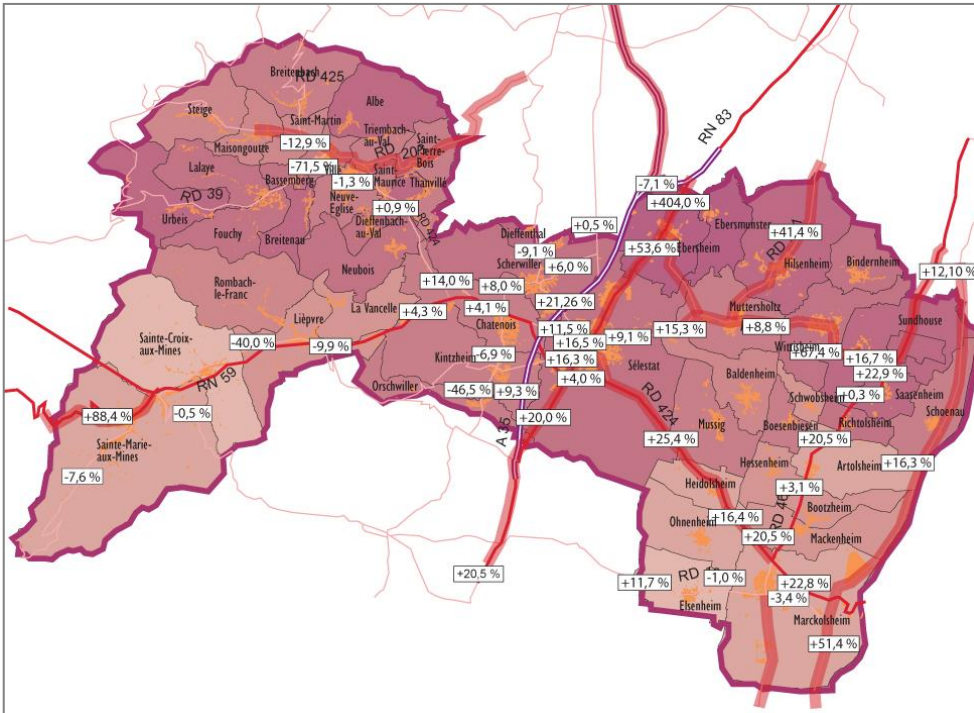 RN 83
Breitenbach
RD 425
-7,1 %
Albe
Steige
+404,0 %
Saint-Martin
Triembach-
au-Val
Ebersmunster
+0,5 %
+41,4 %
-12,9 %
Saint-
Pierre-
Bois
Maisongoutte
Dieffenthal
+53,6 %
Ebersheim
-71,5 %
Lalaye
Saint-
Maurice
-9,1 %
Bassemberg
-1,3 %
Thanvillé
Hilsenheim
Bindernheim
Scherwiller
+6,0 %
+12,10 %
RD 39
Neuve-
Eglise
+0,9 %
Urbeis
Dieffenbach-
au-Val
RD 424
Fouchy
Breitenau
Neubois
+14,0 %
+8,0 %
Rombach-
le-Franc
+21,26 %
Muttersholtz
La Vancelle
+4,3 %
+4,1 %
Sundhouse
Lièpvre
Chatenois
+11,5 %
+15,3 %
+8,8 %
Sainte-Croix-
aux-Mines
-40,0 %
-9,9 %
+16,5 %
+9,1 %
Wittisheim
+67,4 %
-6,9 %
+16,3 %
+16,7 %
Kintzheim
Sélestat
+22,9 %
RN 59
+4,0 %
Baldenheim
Orschwiller
-46,5 %
+9,3 %
+0,3 %
Saasenheim
Schwobsheim
Schoenau
+88,4 %
-0,5 %
RD 424
+20,0 %
Mussig
Boesenbiesen
Richtolsheim
A 35
+25,4 %
+20,5 %
Sainte-Marie-
aux-Mines
Hessenheim
Artolsheim
+16,3 %
-7,6 %
Heidolsheim
+3,1 %
Bootzheim
+16,4 %
Ohnenheim
RD 46
+20,5 %
Mackenheim
+20,5 %
+11,7 %
-1,0 %
+22,8 %
-3,4 %
Elsenheim
Marckolsheim
+51,4 %